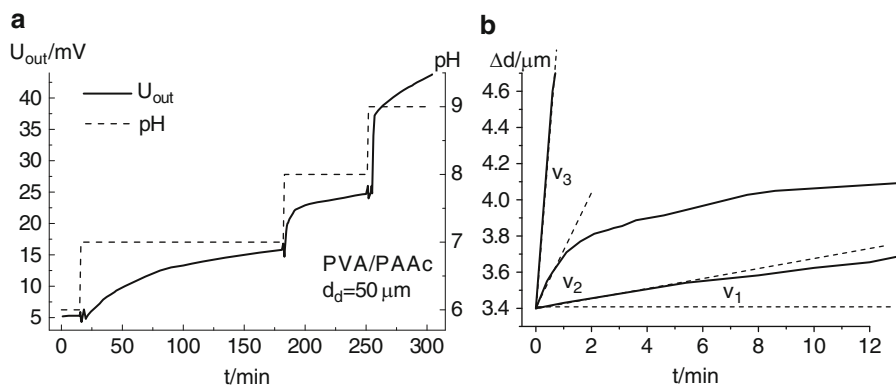 a
U_out/mV
pH
40
35
30
25
20
15
10
5
9
8
7
6
U_out
pH
PVA/PAAc
d_d=50 μm
0
50
100
150
200
250
300
t/min
b
Δd/μm
4.6
4.4
4.2
4.0
3.8
3.6
3.4
v_3
v_2
v_1
0
2
4
6
8
10
12
t/min